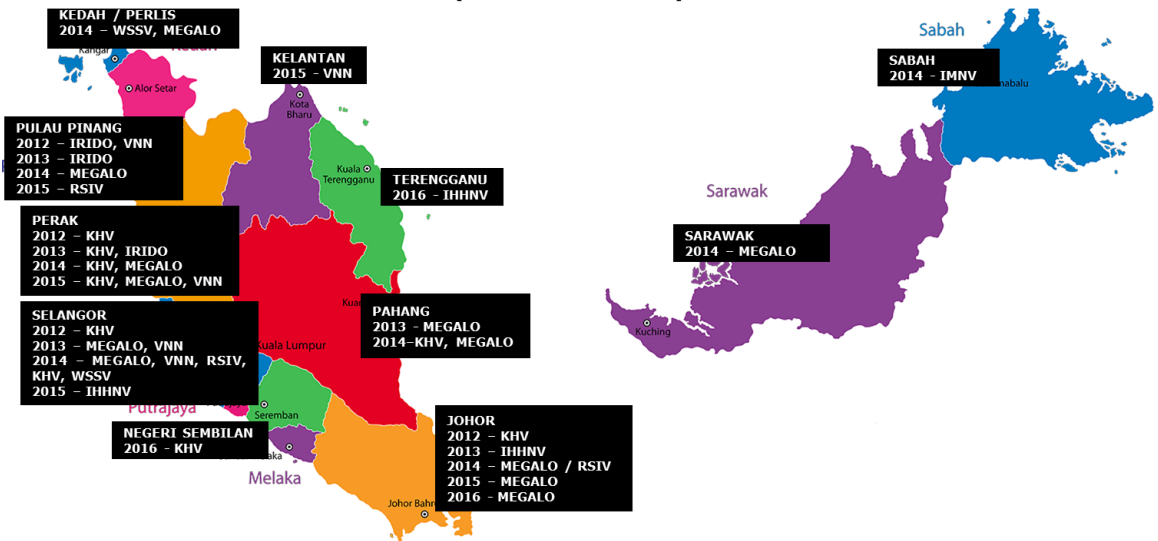 KEDAH / PERLIS
2014 – WSSV, MEGALO
Kangar
Alor Setar
KELANTAN
2015 - VNN
Kota
Bharu
PULAU PINANG
2012 – IRIDO, VNN
2013 – IRIDO
2014 – MEGALO
2015 – RSIV
Kuala
Terengganu
TERENGGANU
2016 - IHHNV
PERAK
2012 – KHV
2013 – KHV, IRIDO
2014 – KHV, MEGALO
2015 – KHV, MEGALO, VNN
SELANGOR
2012 – KHV
2013 – MEGALO, VNN
2014 – MEGALO, VNN, RSIV,
KHV, WSSV
2015 – IHHNV
Kuala Lumpur
PAHANG
2013 - MEGALO
2014–KHV, MEGALO
Putrajaya
Seremban
NEGERI SEMBILAN
2016 - KHV
Melaka
JOHOR
2012 – KHV
2013 – IHHNV
2014 – MEGALO / RSIV
2015 – MEGALO
2016 - MEGALO
Johor
Sabah
SABAH
2014 - IMNV
Sarawak
SARAWAK
2014 – MEGALO
Kuching